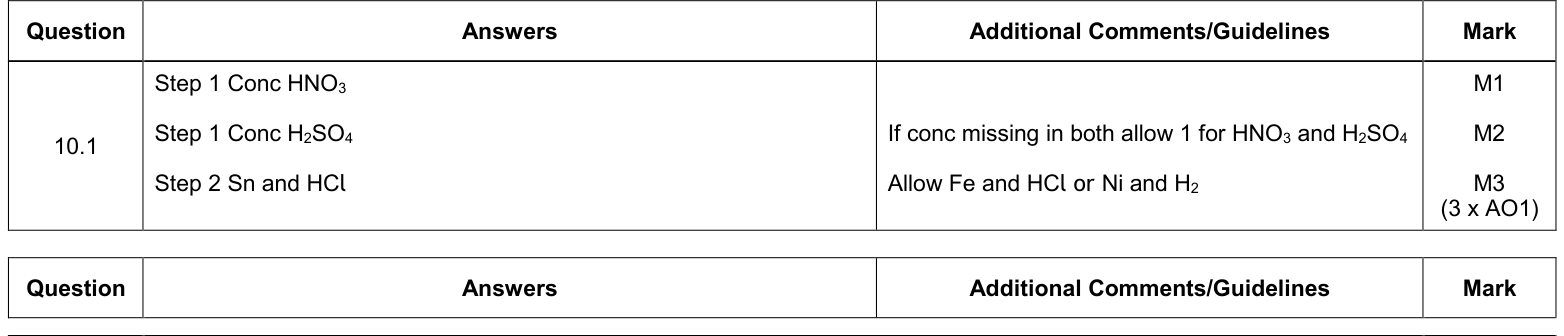 Question Answers Additional Comments/Guidelines Mark
Step 1 Conc HNO₃ M1
10.1 Step 1 Conc H₂SO₄ If conc missing in both allow 1 for HNO₃ and H₂SO₄ M2
Step 2 Sn and HCl Allow Fe and HCl or Ni and H₂ M3
(3 x AO1)
Question Answers Additional Comments/Guidelines Mark